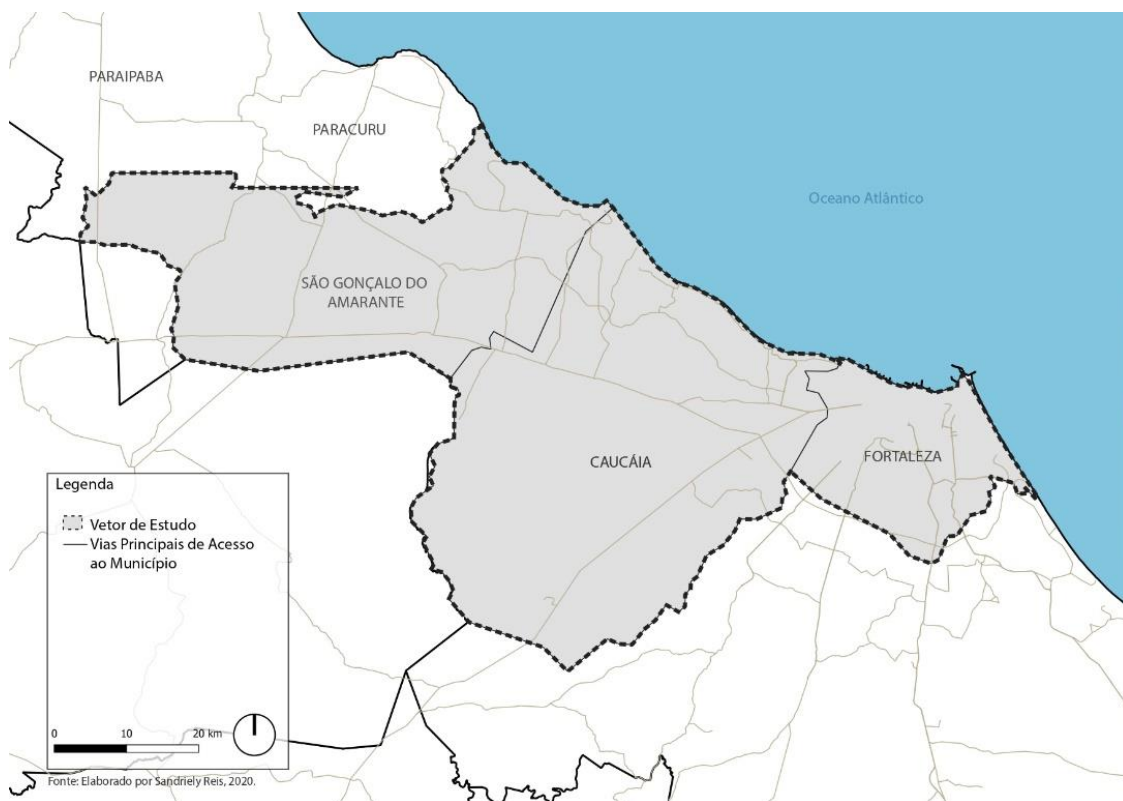 PARAIPABA
PARACURU
Oceano Atlântico
SÃO GONÇALO DO
AMARANTE
CAUCÁIA
FORTALEZA
Legenda
Vetor de Estudo
Vias Principais de Acesso
ao Município
0 10 20 km
Fonte: Elaborado por Sandriely Reis, 2020.